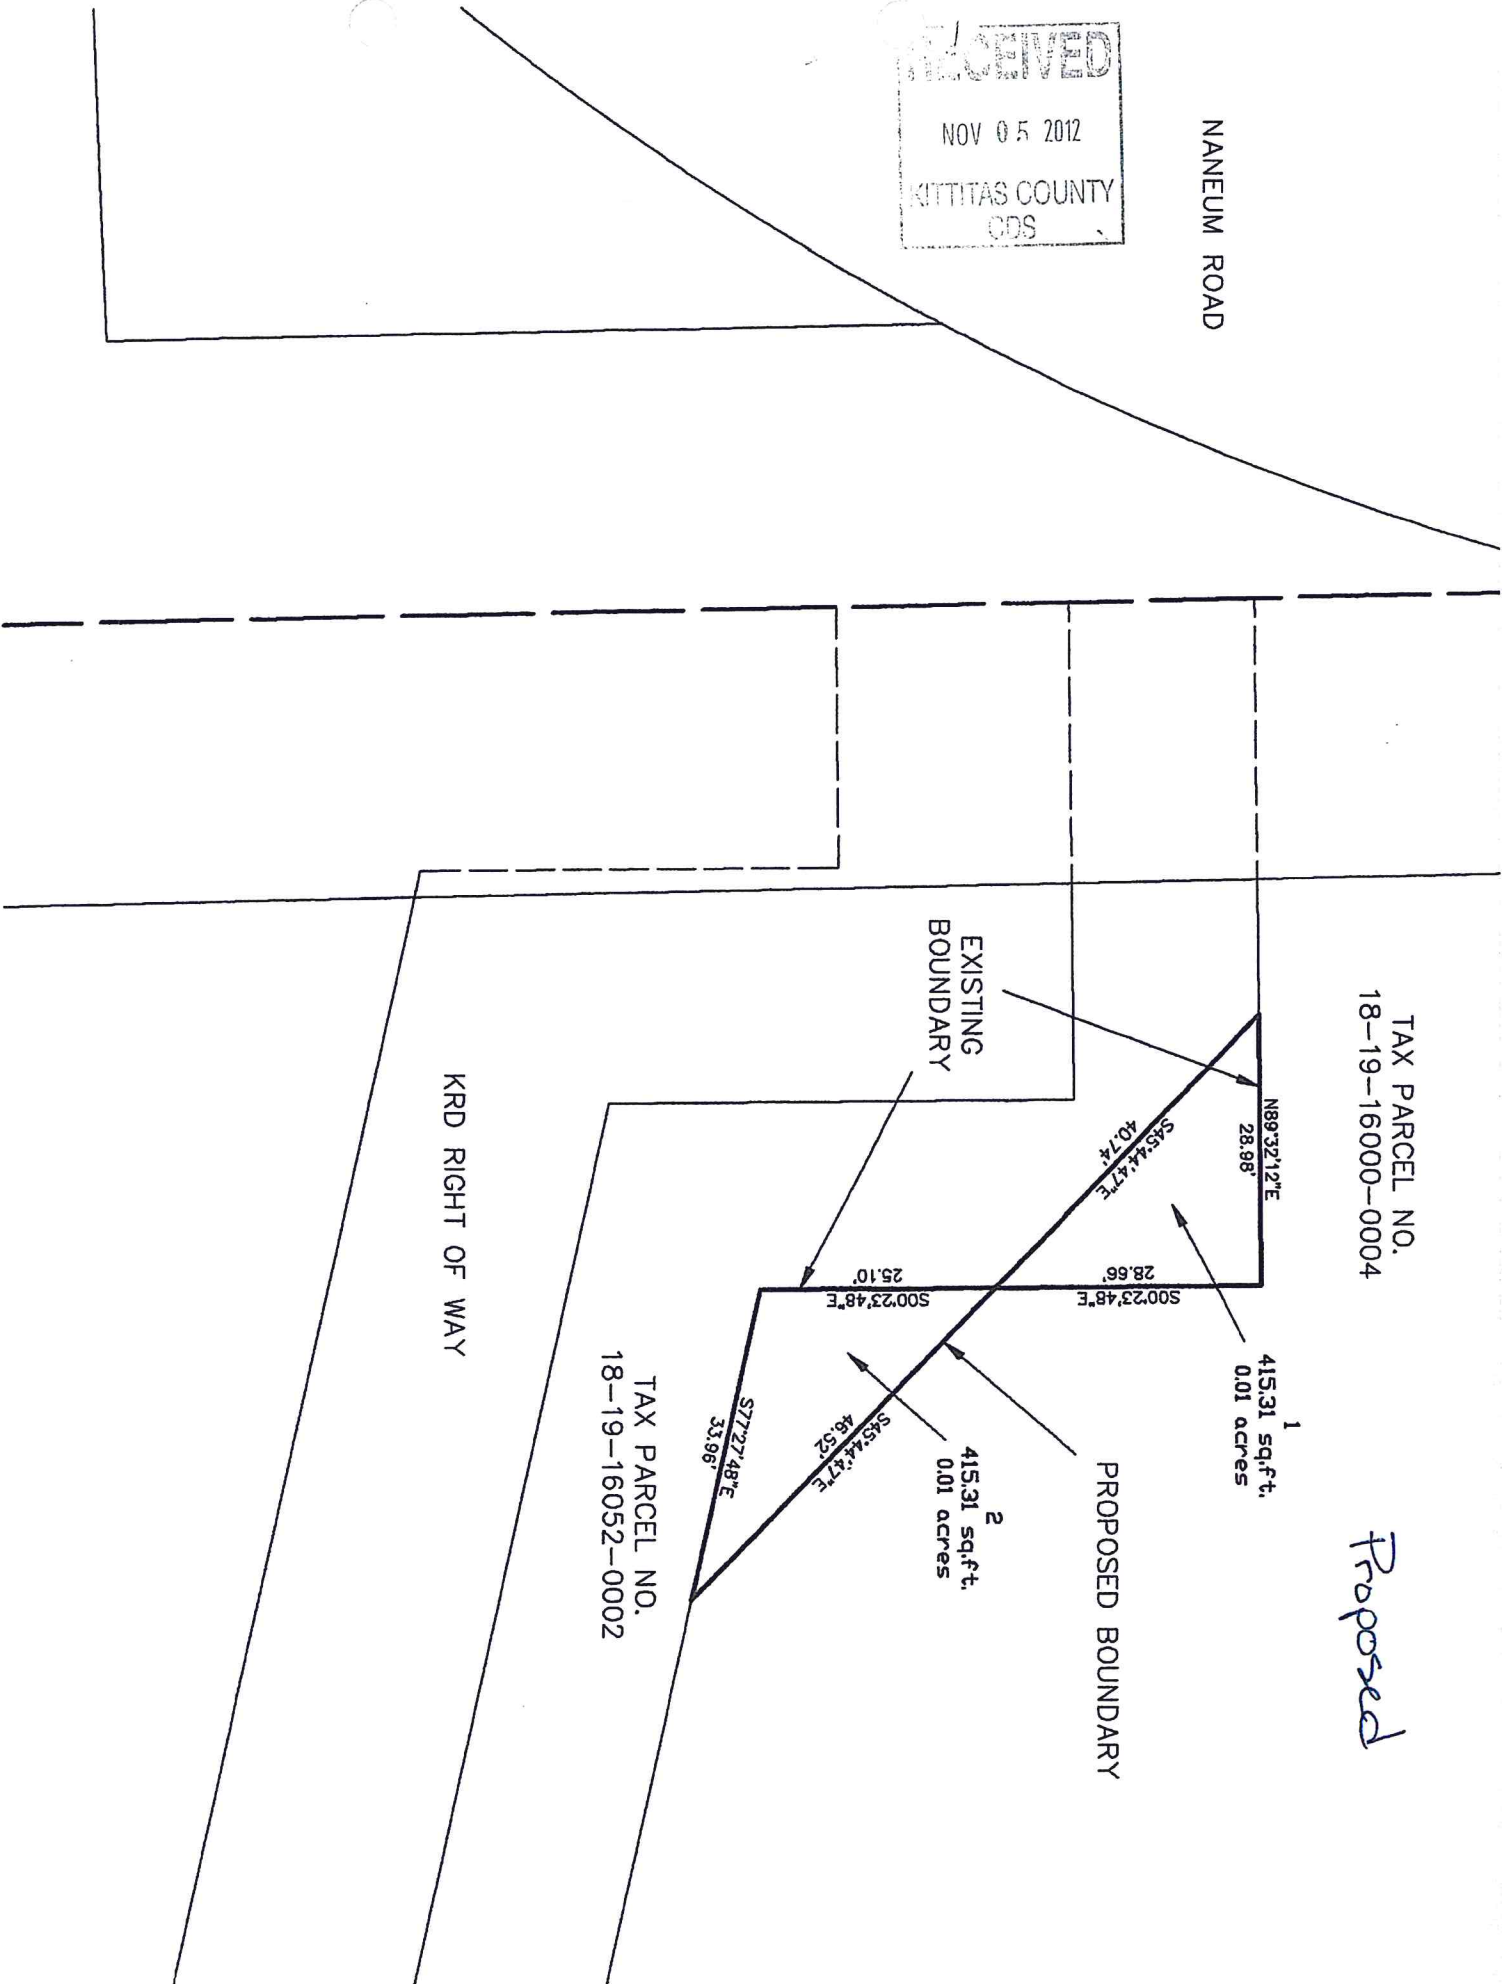 RECEIVED
NOV 05 2012
KITTITAS COUNTY
CDS
NANEUM ROAD
TAX PARCEL NO.
18-19-16000-0004
Proposed
N89°32'12"E
28.98'
EXISTING
BOUNDARY
S45°44'47"E
40.74'
S00°23'48"E
28.66'
1
415.31 sq.ft.
0.01 acres
S00°23'48"E
25.10'
PROPOSED BOUNDARY
2
415.31 sq.ft.
0.01 acres
S45°44'47"E
46.52'
S77°27'48"E
33.96'
TAX PARCEL NO.
18-19-16052-0002
KRD RIGHT OF WAY